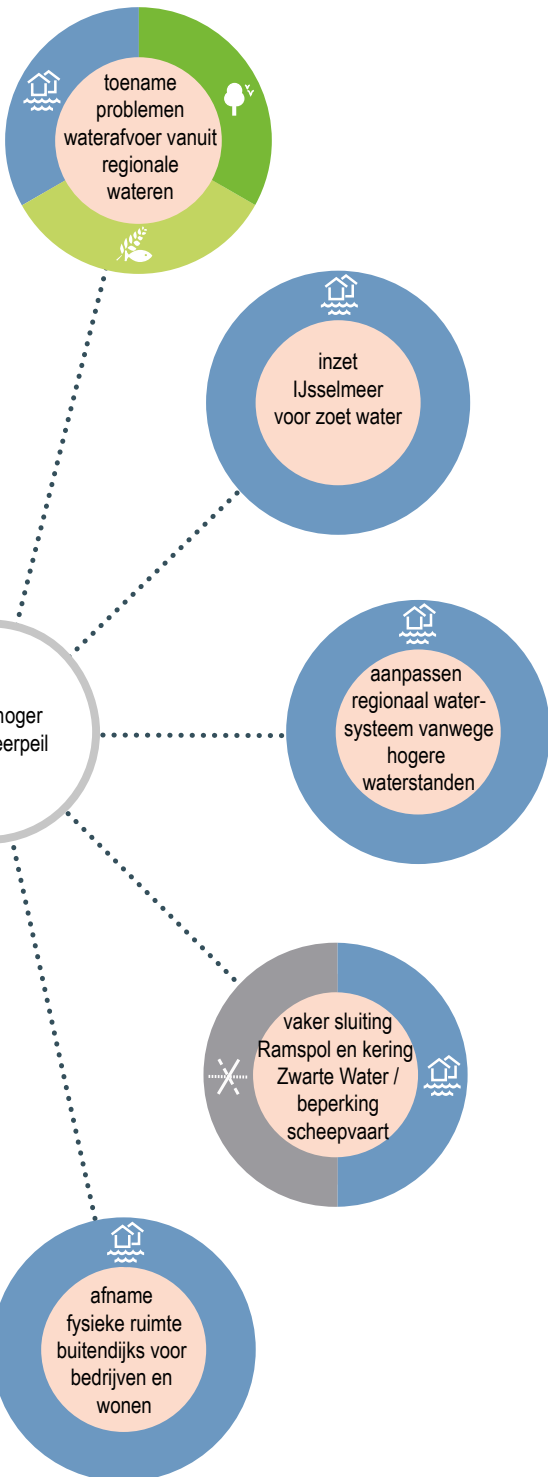 toename
problemen
waterafvoer vanuit
regionale
wateren
inzet
IJsselmeer
voor zoet water
aanpassen
regionaal water-
systeem vanwege
hogere
waterstanden
hoger
eerpeil
vaker sluiting
Ramspol en kering
Zwarte Water /
beperking
scheepvaart
afname
fysieke ruimte
buitendijks voor
bedrijven en
wonen